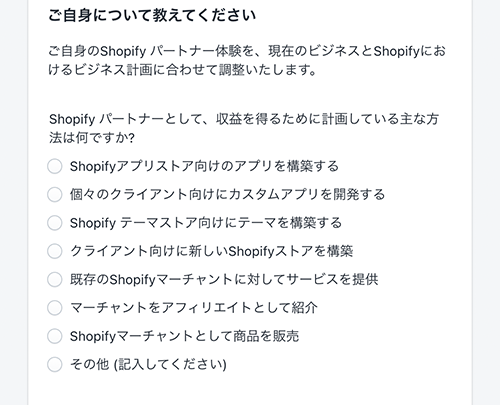 ご自身について教えてください
ご自身のShopify パートナー体験を、現在のビジネスとShopifyにお
けるビジネス計画に合わせて調整いたします。
Shopify パートナーとして、収益を得るために計画している主な方
法は何ですか?
Shopifyアプリストア向けのアプリを構築する
個々のクライアント向けにカスタムアプリを開発する
Shopify テーマストア向けにテーマを構築する
クライアント向けに新しいShopifyストアを構築
既存のShopifyマーチャントに対してサービスを提供
マーチャントをアフィリエイトとして紹介
Shopifyマーチャントとして商品を販売
その他 (記入してください)